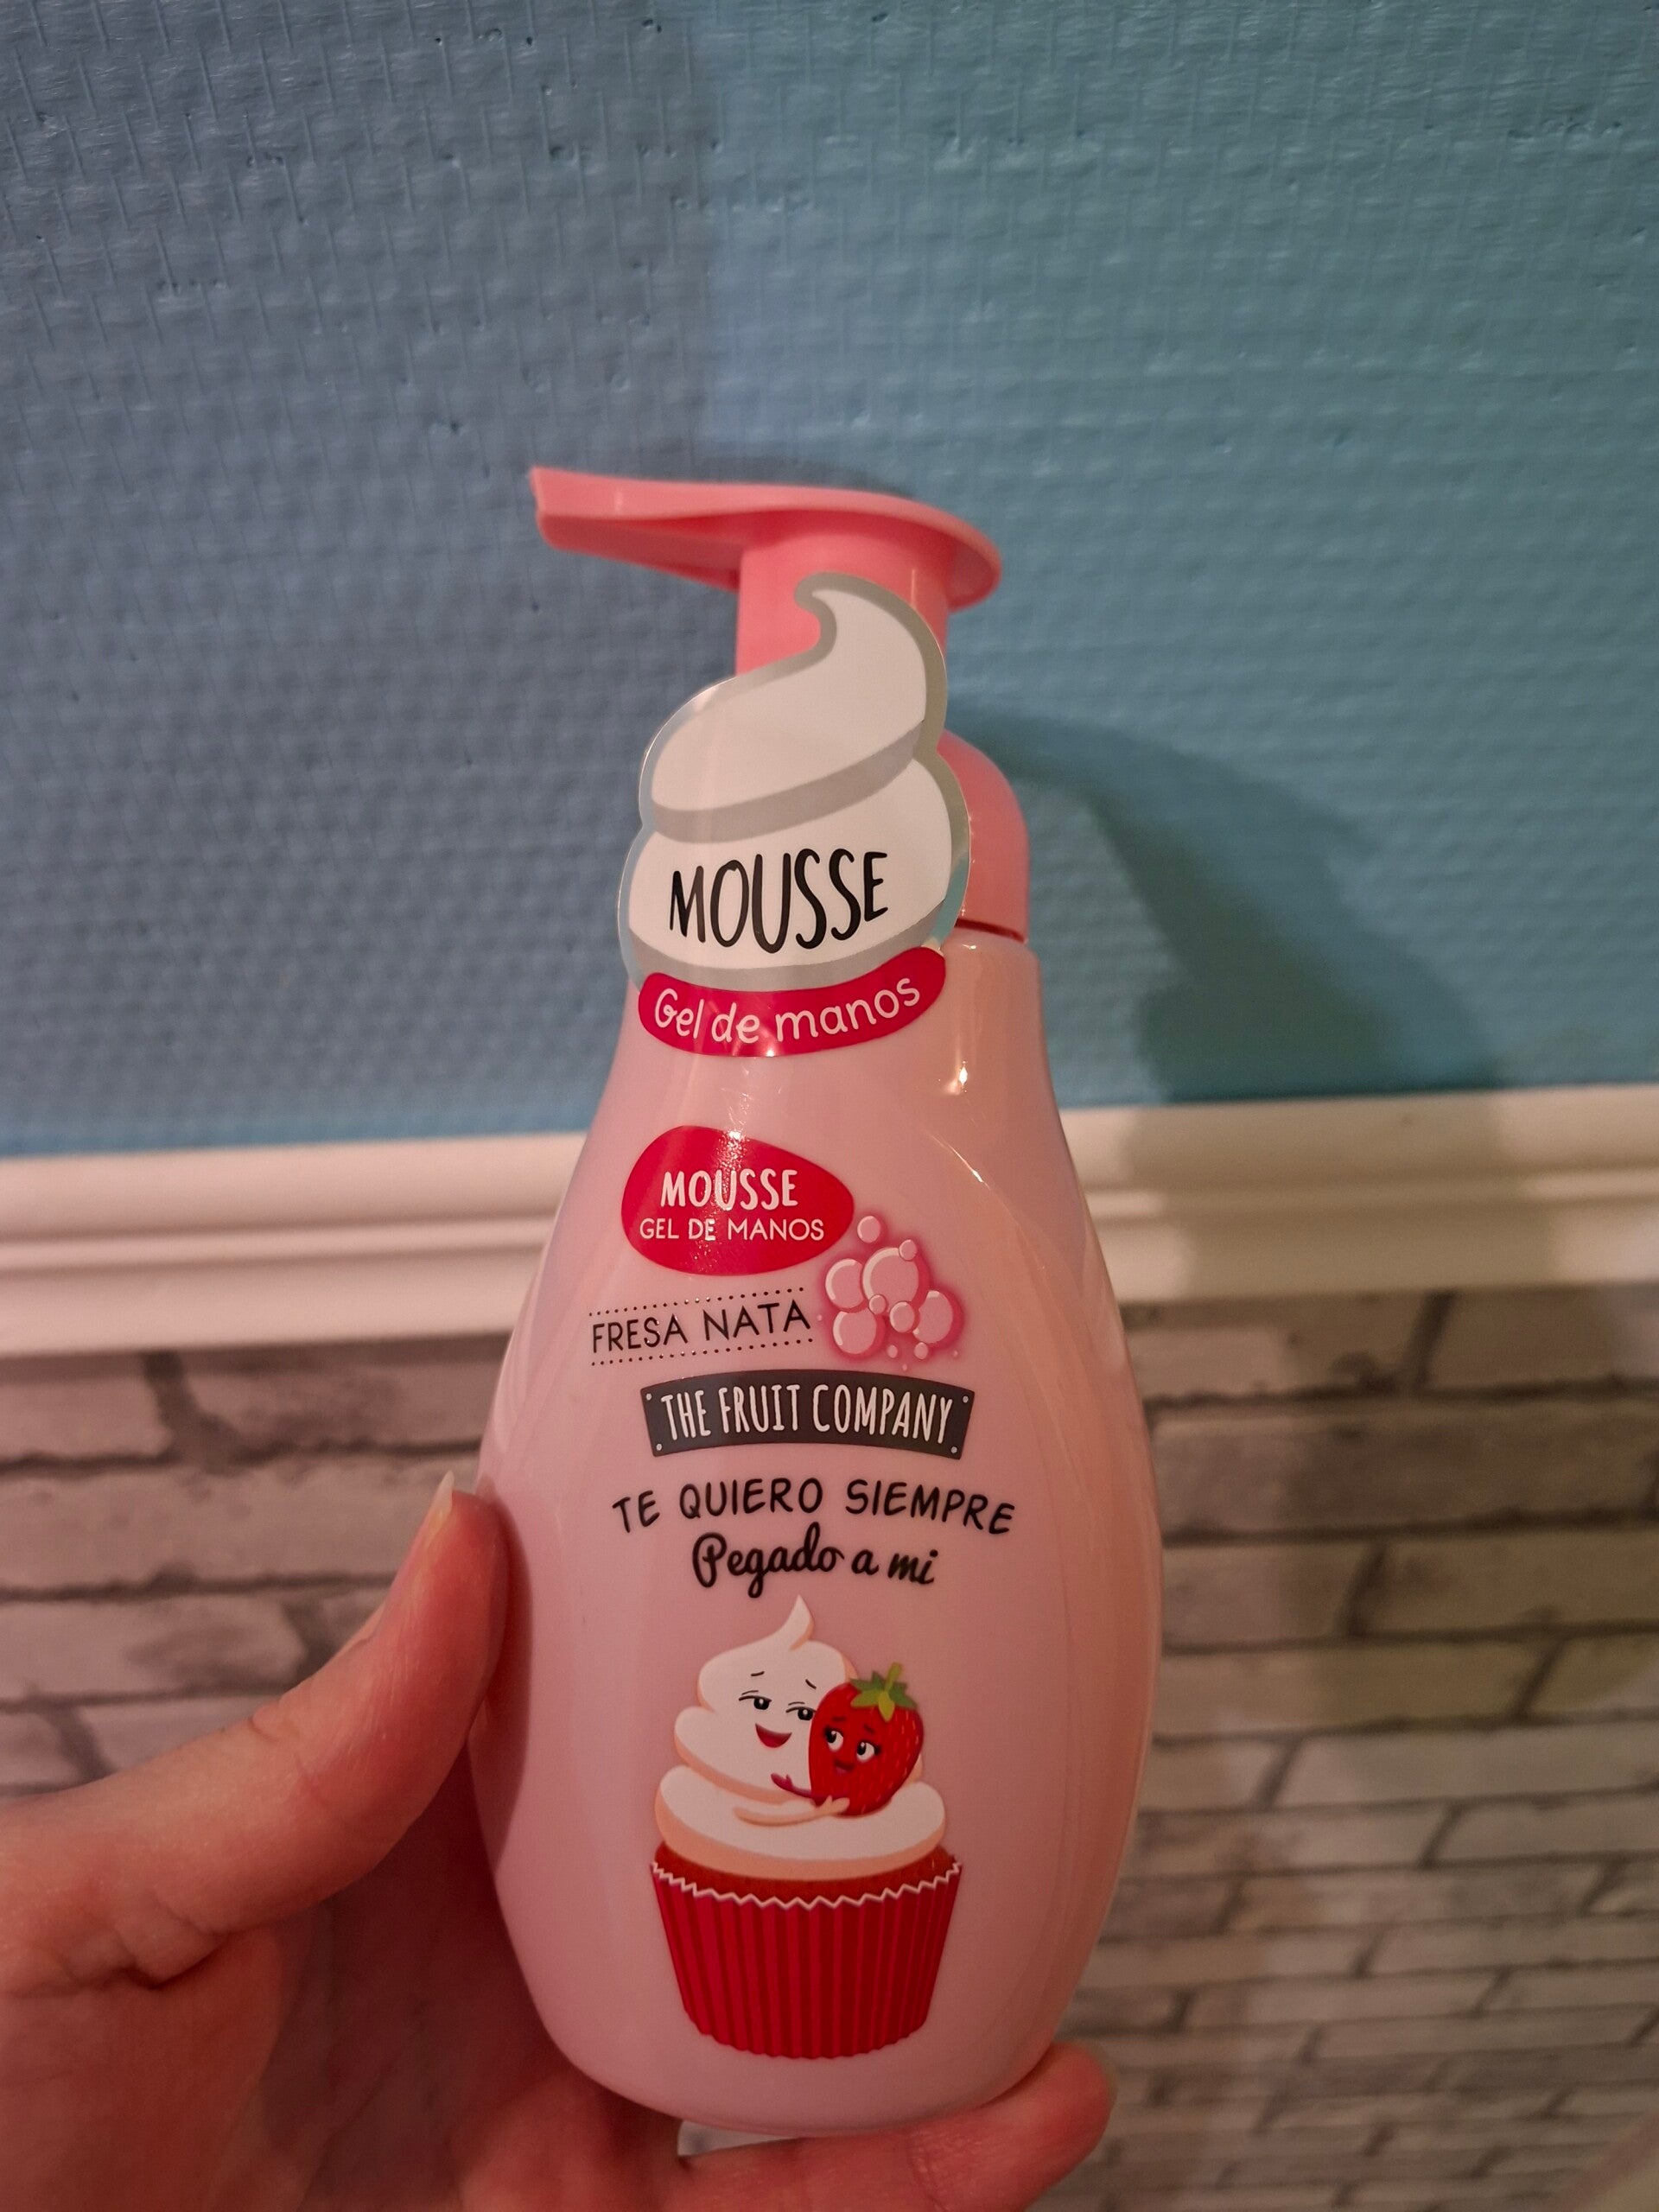 MOUSSE
Gel de manos
MOUSSE
GEL DE MANOS
FRESA NATA
THE FRUIT COMPANY
TE QUIERO SIEMPRE
Pegado a mi